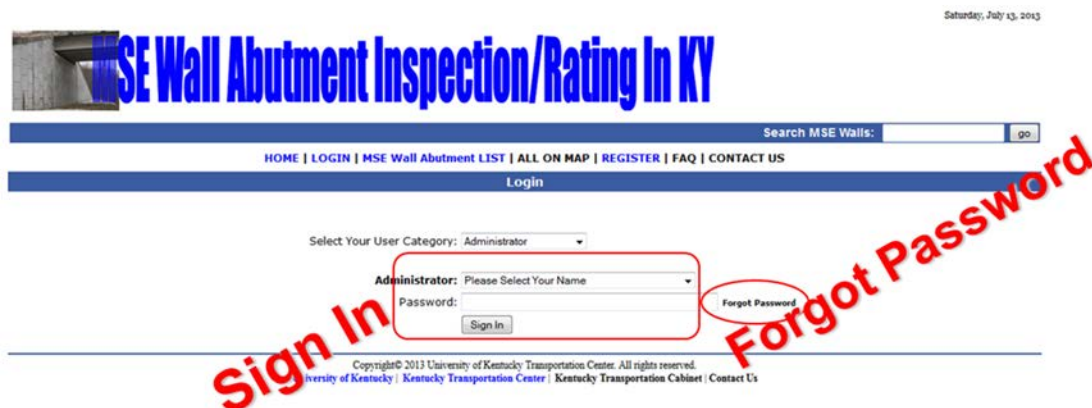 Saturday, July 13, 2013
MSE Wall Abutment Inspection/Rating In KY
Search MSE Walls: go
HOME | LOGIN | MSE Wall Abutment LIST | ALL ON MAP | REGISTER | FAQ | CONTACT US
Login
Select Your User Category: Administrator
Administrator: Please Select Your Name
Password: Forgot Password
Sign In
Sign In
Forgot Password
Copyright© 2013 University of Kentucky Transportation Center. All rights reserved.
University of Kentucky | Kentucky Transportation Center | Kentucky Transportation Cabinet | Contact Us